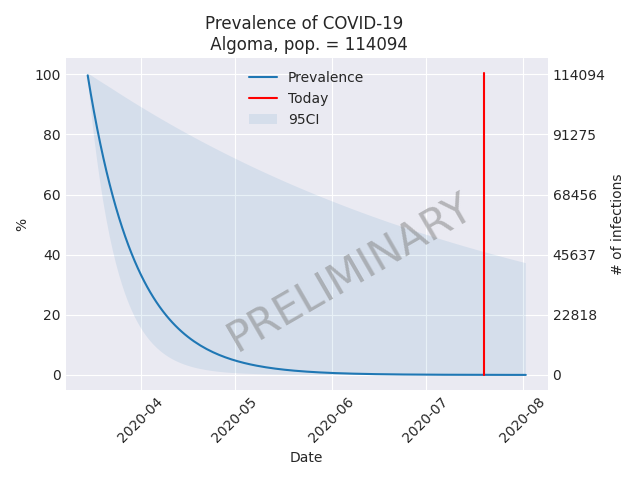 Prevalence of COVID-19
Algoma, pop. = 114094
Prevalence
Today
95CI
100
80
60
40
20
0
%
114094
91275
68456
45637
22818
0
# of infections
PRELIMINARY
2020-04
2020-05
2020-06
2020-07
2020-08
Date